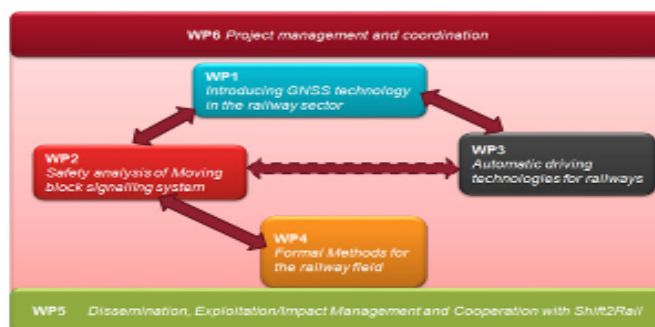 WP6 Project management and coordination
WP1
Introducing GNSS technology
in the railway sector
WP2
Safety analysis of Moving
block signalling system
WP3
Automatic driving
technologies for railways
WP4
Formal Methods for
the railway field
WP5 Dissemination, Exploitation/Impact Management and Cooperation with Shift2Rail